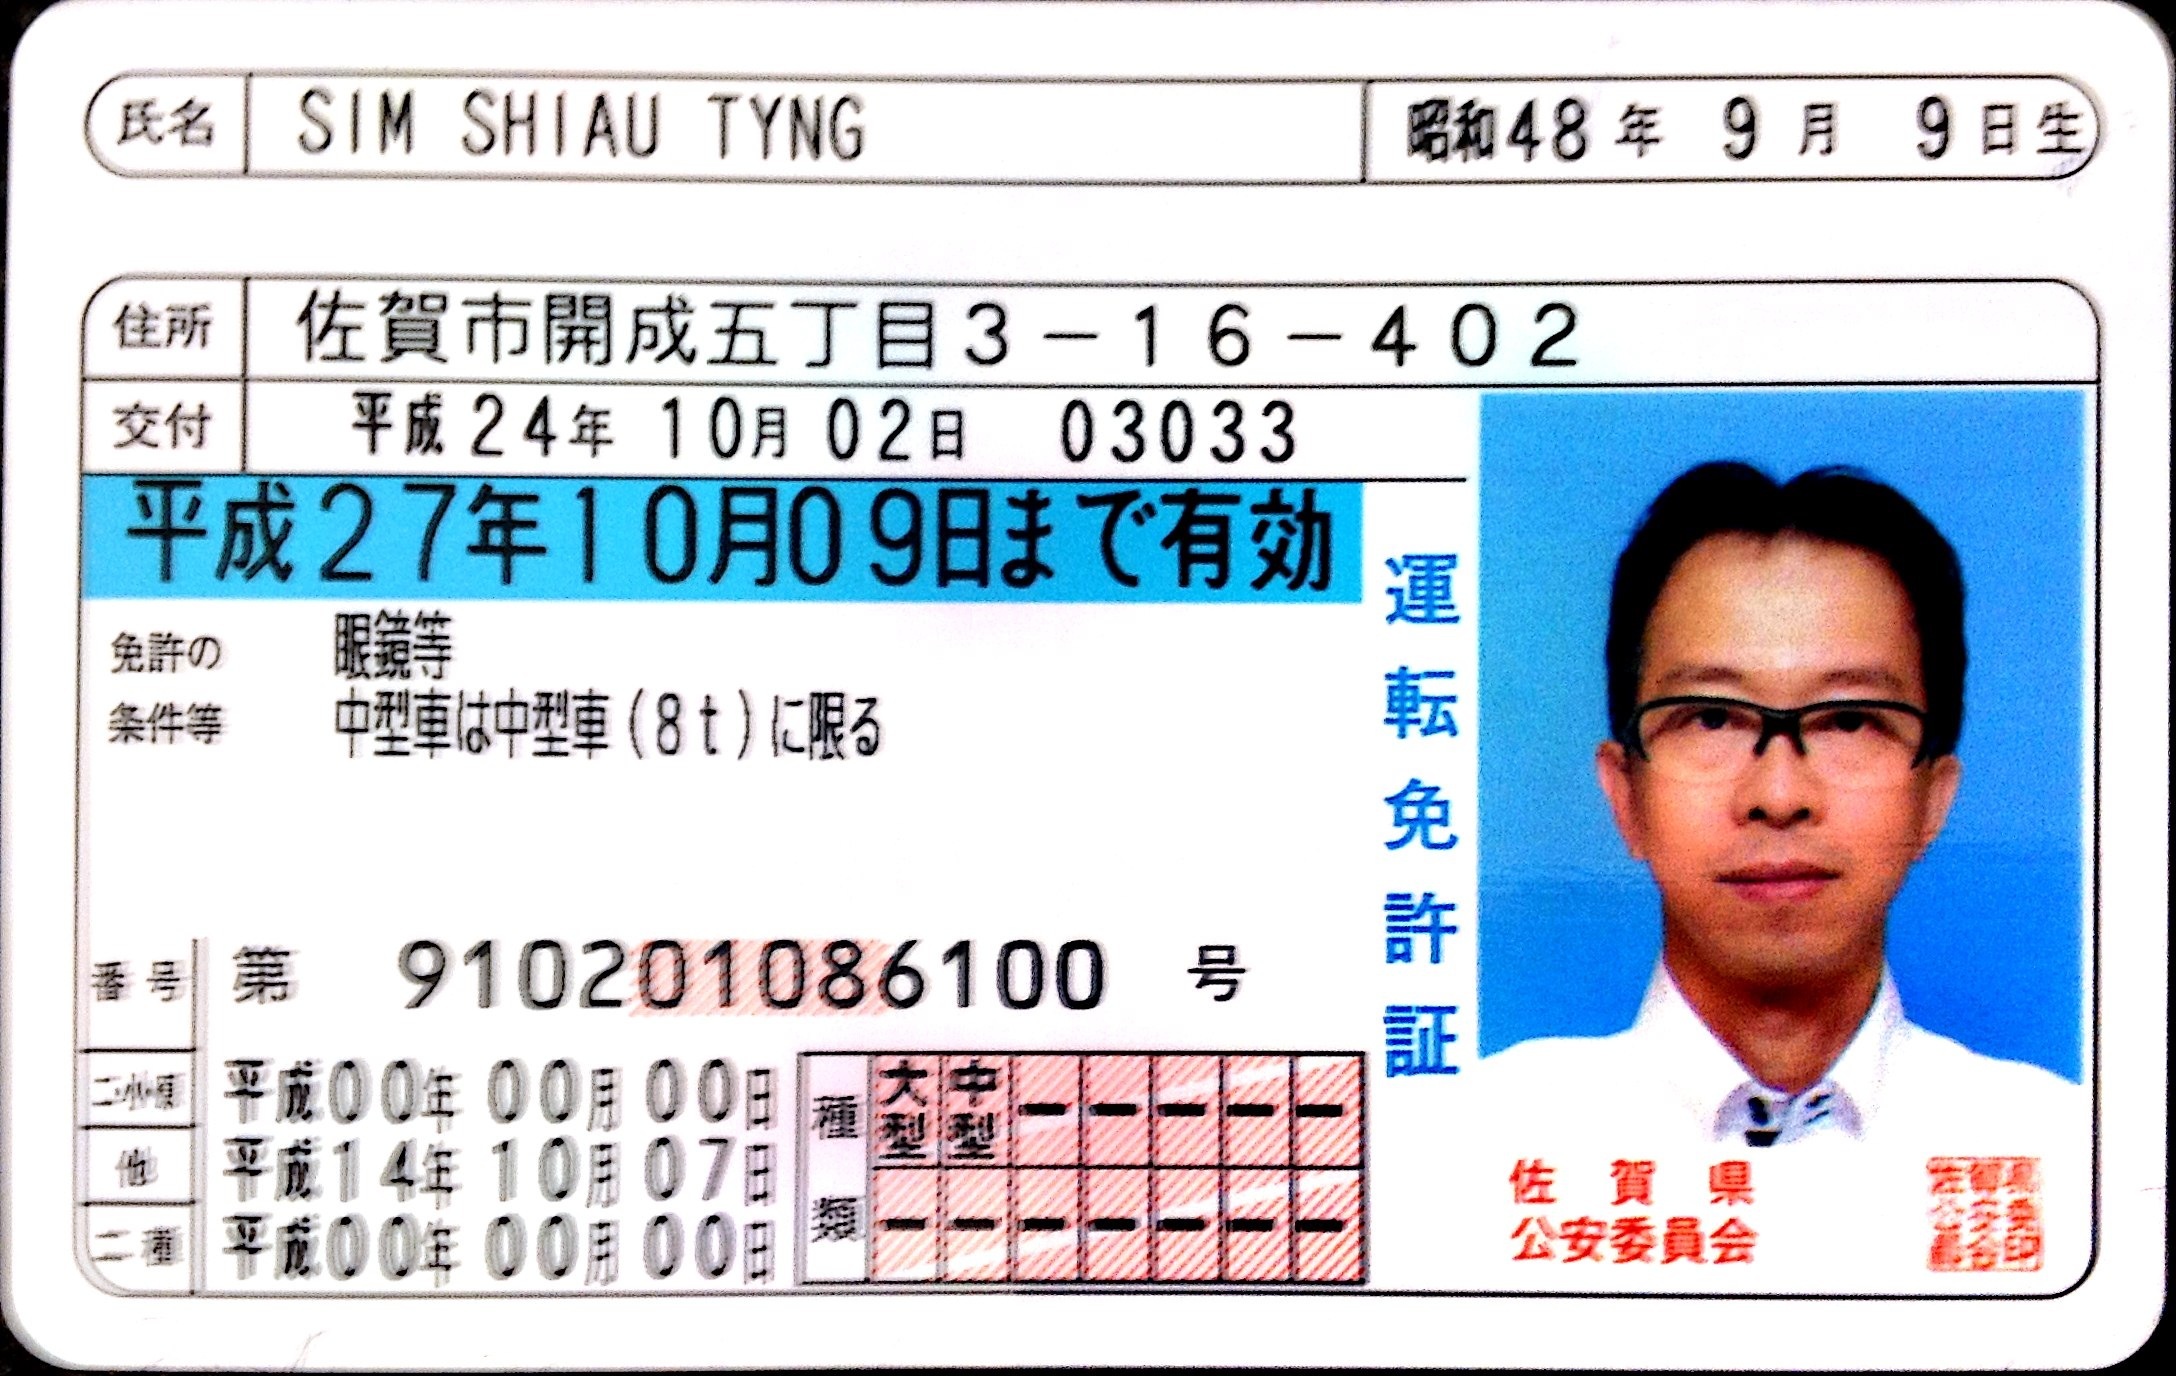 氏名 SIM SHIAU TYNG 昭和48年 9月 9日生
住所 佐賀市開成五丁目3-16-402
交付 平成24年10月02日 03033
平成27年10月09日まで有効
免許の 眼鏡等
条件等 中型車は中型車(8t)に限る
運転免許証
番号 第 910201086100 号
二・小・原 平成00年00月00日
他 平成14年10月07日
二種 平成00年00月00日
種類 大型 中型 - - - - -
- - - - - - -
佐賀県
公安委員会